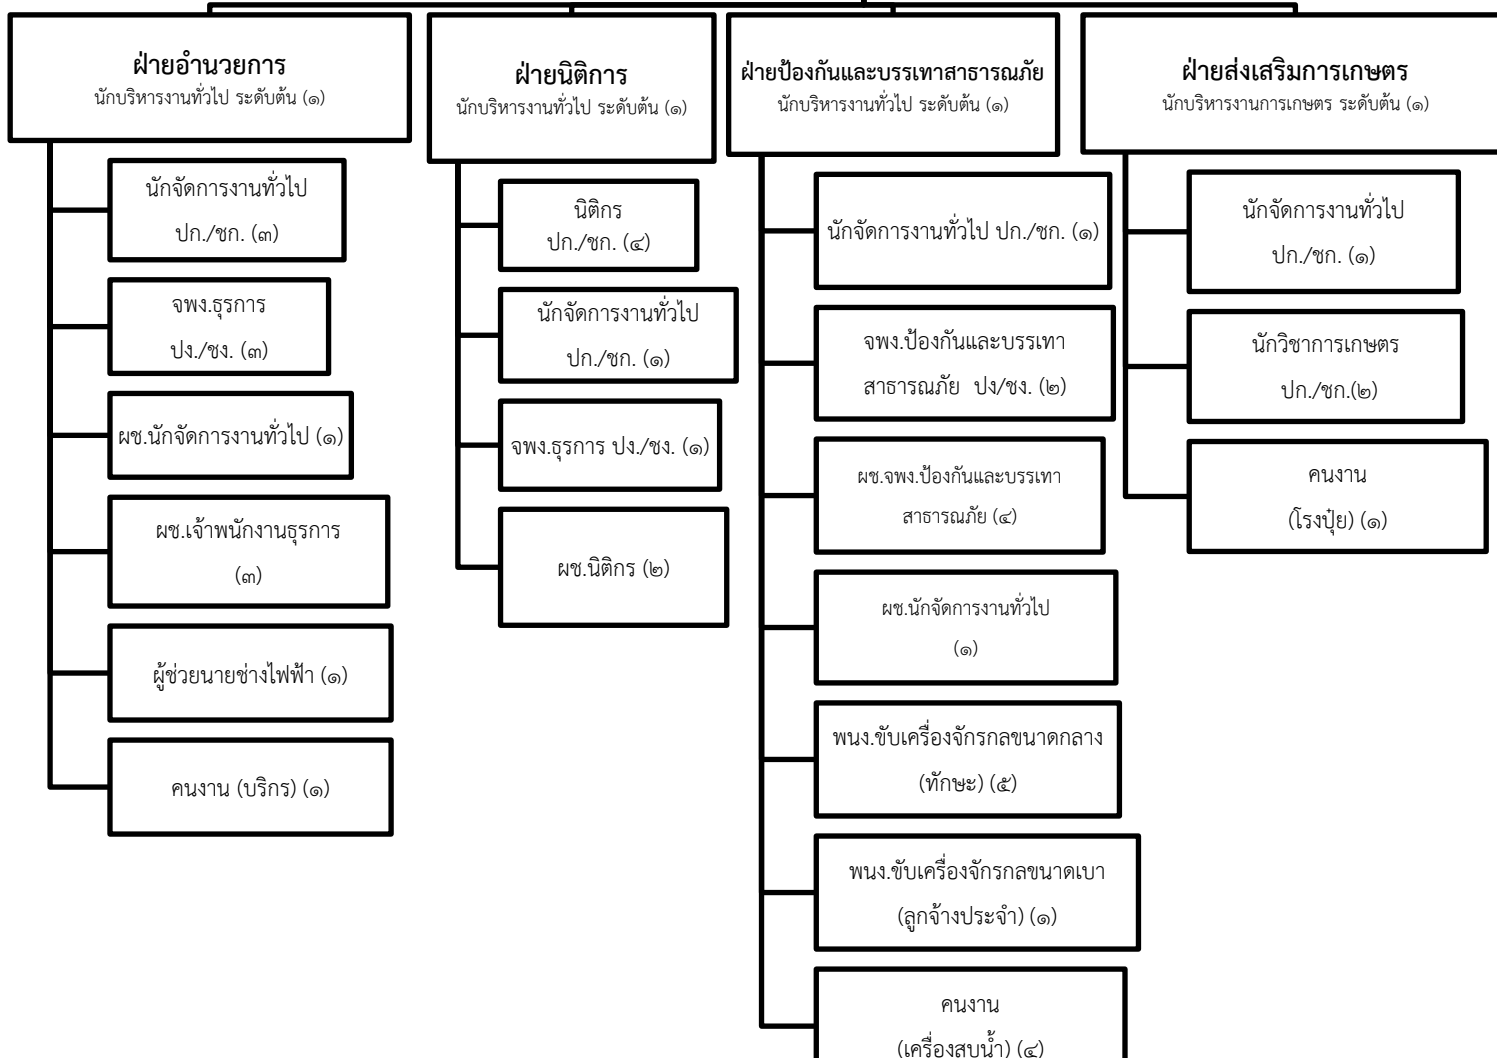 ฝ่ายอำนวยการ
นักบริหารงานทั่วไป ระดับต้น (๑)
นักจัดการงานทั่วไป
ปก./ชก. (๓)
จพง.ธุรการ
ปง./ชง. (๓)
ผช.นักจัดการงานทั่วไป (๑)
ผช.เจ้าพนักงานธุรการ
(๓)
ผู้ช่วยนายช่างไฟฟ้า (๑)
คนงาน (บริกร) (๑)
ฝ่ายนิติการ
นักบริหารงานทั่วไป ระดับต้น (๑)
นิติกร
ปก./ชก. (๔)
นักจัดการงานทั่วไป
ปก./ชก. (๑)
จพง.ธุรการ ปง./ชง. (๑)
ผช.นิติกร (๒)
ฝ่ายป้องกันและบรรเทาสาธารณภัย
นักบริหารงานทั่วไป ระดับต้น (๑)
นักจัดการงานทั่วไป ปก./ชก. (๑)
จพง.ป้องกันและบรรเทา
สาธารณภัย ปง/ชง. (๒)
ผช.จพง.ป้องกันและบรรเทา
สาธารณภัย (๔)
ผช.นักจัดการงานทั่วไป
(๑)
พนง.ขับเครื่องจักรกลขนาดกลาง
(ทักษะ) (๕)
พนง.ขับเครื่องจักรกลขนาดเบา
(ลูกจ้างประจำ) (๑)
คนงาน
(เครื่องสูบน้ำ) (๔)
ฝ่ายส่งเสริมการเกษตร
นักบริหารงานการเกษตร ระดับต้น (๑)
นักจัดการงานทั่วไป
ปก./ชก. (๑)
นักวิชาการเกษตร
ปก./ชก.(๒)
คนงาน
(โรงปุ๋ย) (๑)